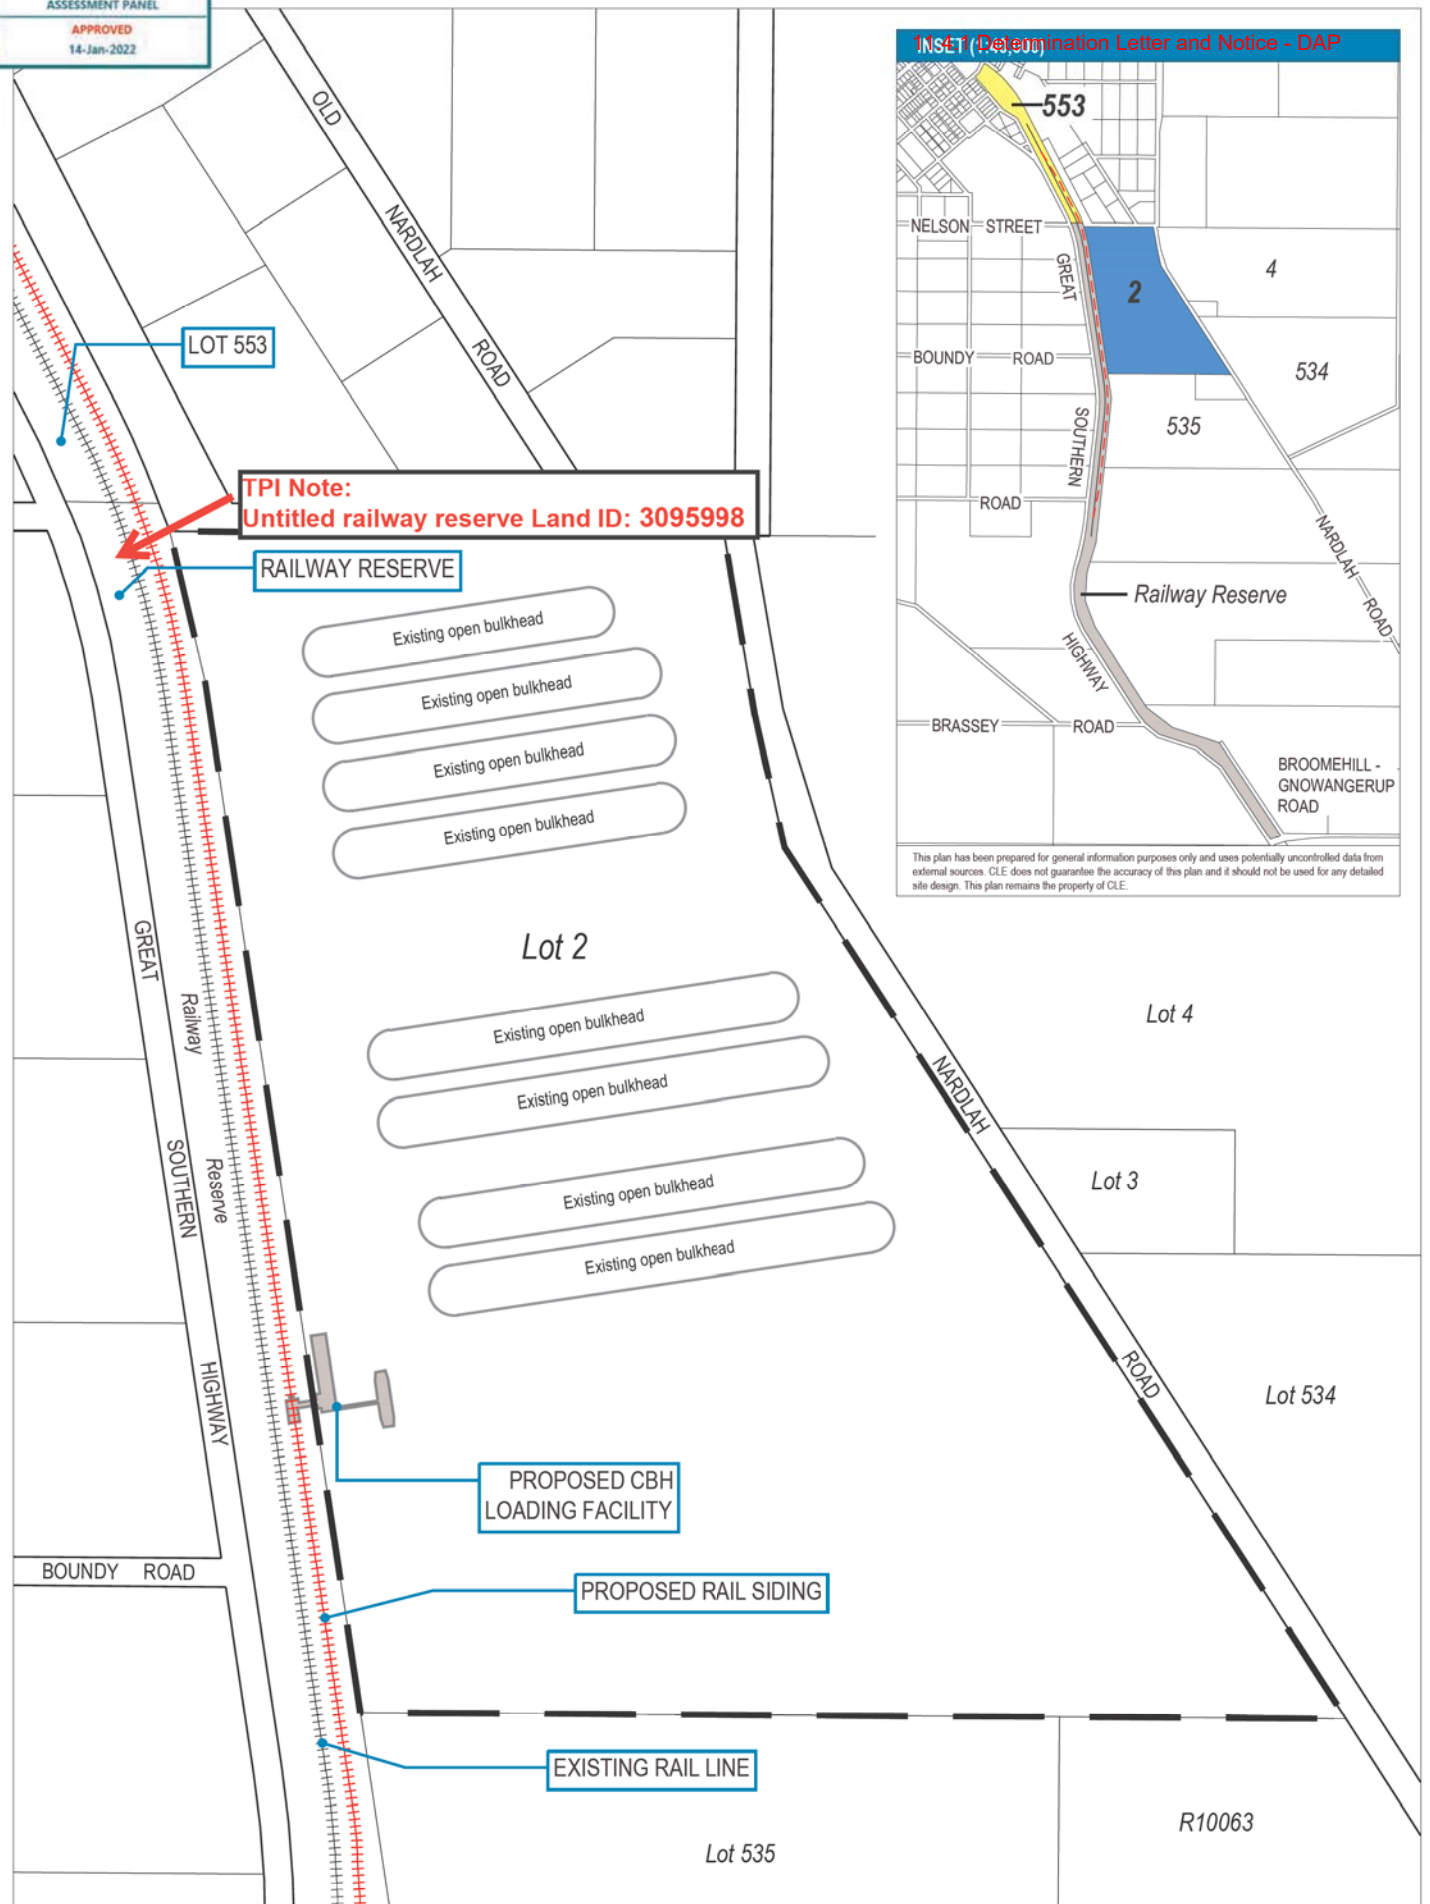 ASSESSMENT PANEL
APPROVED
14-Jan-2022
11.4.1 Determination Letter and Notice - DAP
INSET (1:40,000)
553
NELSON STREET
GREAT
2
4
BOUNDY ROAD
534
SOUTHERN
535
ROAD
NARDLAH
ROAD
Railway Reserve
HIGHWAY
BRASSEY ROAD
BROOMEHILL -
GNOWANGERUP
ROAD
This plan has been prepared for general information purposes only and uses potentially uncontrolled data from
external sources. CLE does not guarantee the accuracy of this plan and it should not be used for any detailed
site design. This plan remains the property of CLE.
OLD
NARDLAH
ROAD
LOT 553
TPI Note:
Untitled railway reserve Land ID: 3095998
RAILWAY RESERVE
Existing open bulkhead
Existing open bulkhead
Existing open bulkhead
Existing open bulkhead
Lot 2
GREAT
Railway
Existing open bulkhead
Existing open bulkhead
Lot 4
NARDLAH
SOUTHERN
Reserve
Existing open bulkhead
Existing open bulkhead
Lot 3
HIGHWAY
ROAD
Lot 534
PROPOSED CBH
LOADING FACILITY
BOUNDY ROAD
PROPOSED RAIL SIDING
EXISTING RAIL LINE
Lot 535
R10063